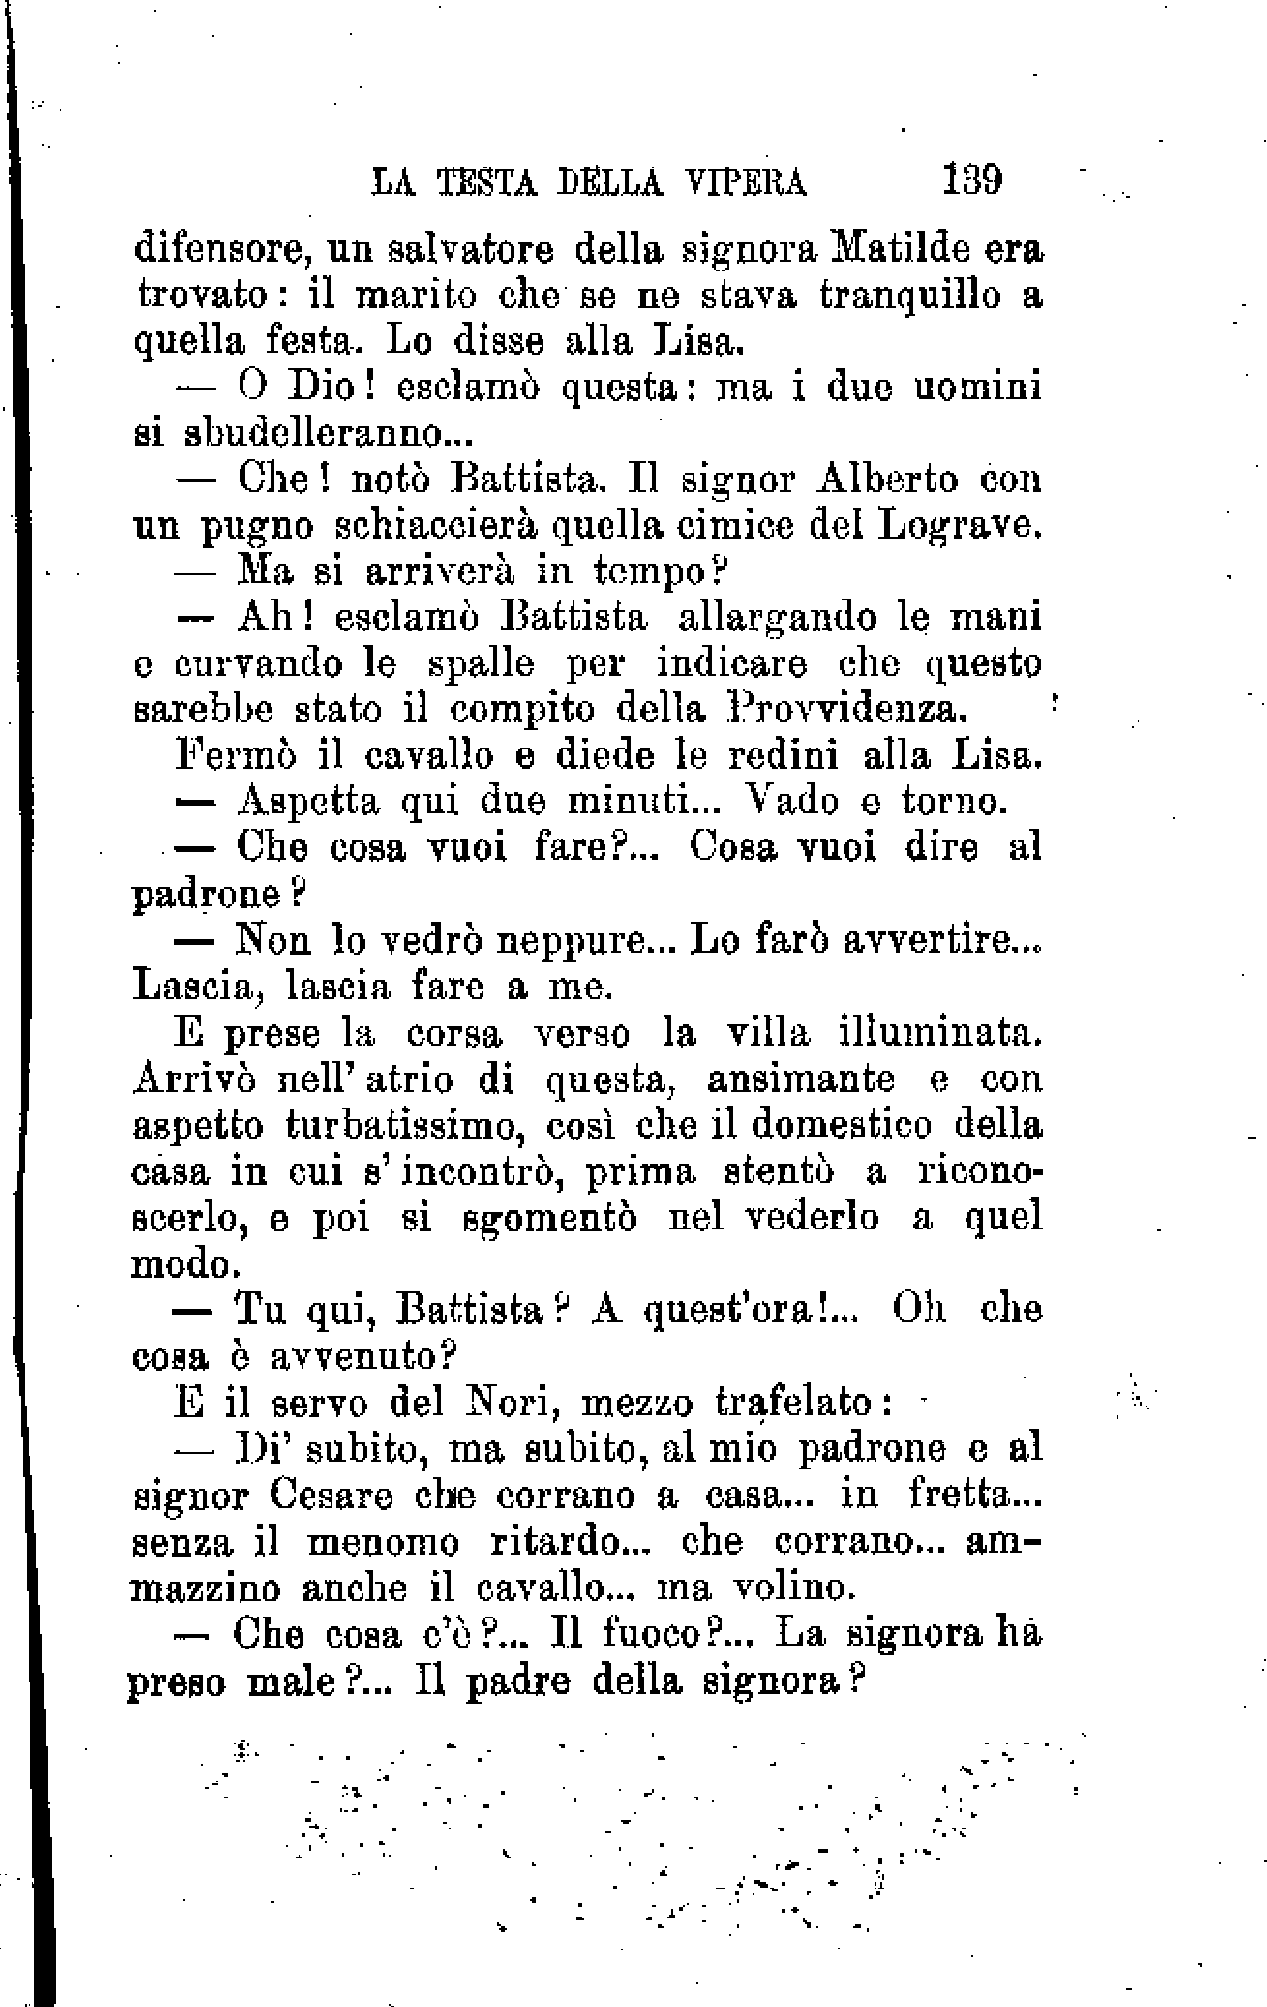 LA TESTA DELLA VIPERA 139
difensore, un salvatore della signora Matilde era
trovato: il marito che se ne stava tranquillo a
quella festa. Lo disse alla Lisa.
— O Dio! esclamò questa: ma i due uomini
si sbudelleranno...
— Che! notò Battista. Il signor Alberto con
un pugno schiaccierà quella cimice del Lograve.
— Ma si arriverà in tempo?
— Ah! esclamò Battista allargando le mani
e curvando le spalle per indicare che questo
sarebbe stato il compito della Provvidenza.
Fermò il cavallo e diede le redini alla Lisa.
— Aspetta qui due minuti... Vado e torno.
— Che cosa vuoi fare?... Cosa vuoi dire al
padrone?
— Non lo vedrò neppure... Lo farò avvertire...
Lascia, lascia fare a me.
E prese la corsa verso la villa illuminata.
Arrivò nell' atrio di questa, ansimante e con
aspetto turbatissimo, così che il domestico della
casa in cui s' incontrò, prima stentò a ricono-
scerlo, e poi si sgomentò nel vederlo a quel
modo.
— Tu qui, Battista? A quest'ora!... Oh che
cosa è avvenuto?
E il servo del Nori, mezzo trafelato:
— Di' subito, ma subito, al mio padrone e al
signor Cesare che corrano a casa... in fretta...
senza il menomo ritardo... che corrano... am-
mazzino anche il cavallo... ma volino.
— Che cosa c'è?... Il fuoco?... La signora ha
preso male?... Il padre della signora?